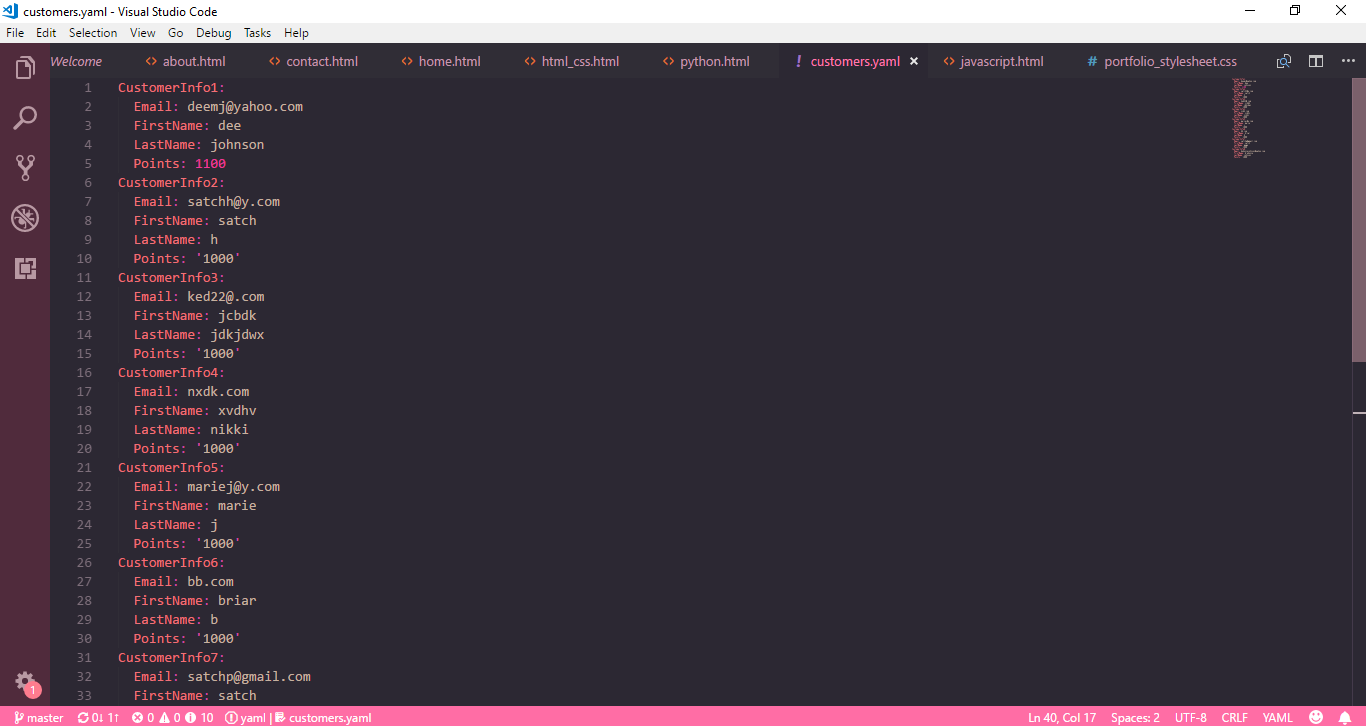 customers.yaml - Visual Studio Code
File Edit Selection View Go Debug Tasks Help
Welcome <> about.html <> contact.html <> home.html <> html_css.html <> python.html ! customers.yaml × <> javascript.html # portfolio_stylesheet.css ...
1 CustomerInfo1:
2 Email: deemj@yahoo.com
3 FirstName: dee
4 LastName: johnson
5 Points: 1100
6 CustomerInfo2:
7 Email: satchh@y.com
8 FirstName: satch
9 LastName: h
10 Points: '1000'
11 CustomerInfo3:
12 Email: ked22@.com
13 FirstName: jcbdk
14 LastName: jdkjdwx
15 Points: '1000'
16 CustomerInfo4:
17 Email: nxdk.com
18 FirstName: xvdhv
19 LastName: nikki
20 Points: '1000'
21 CustomerInfo5:
22 Email: mariej@y.com
23 FirstName: marie
24 LastName: j
25 Points: '1000'
26 CustomerInfo6:
27 Email: bb.com
28 FirstName: briar
29 LastName: b
30 Points: '1000'
31 CustomerInfo7:
32 Email: satchp@gmail.com
33 FirstName: satch
1
master 0↓ 1↑ 0 0 10 yaml | customers.yaml Ln 40, Col 17 Spaces: 2 UTF-8 CRLF YAML